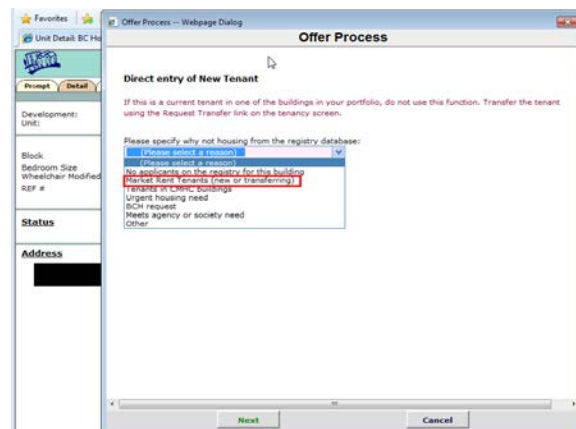 Favorites
Offer Process -- Webpage Dialog
Unit Detail: BC Ho
Offer Process
Prompt
Detail
Direct entry of New Tenant
If this is a current tenant in one of the buildings in your portfolio, do not use this function. Transfer the tenant
using the Request Transfer link on the tenancy screen.
Development:
Unit:
Please specify why not housing from the registry database:
(Please select a reason)
(Please select a reason)
No applicants on the registry for this building
Market Rent Tenants (new or transferring)
Tenants in CMHC buildings
Urgent housing need
BCH request
Meets agency or society need
Other
Block
Bedroom Size
Wheelchair Modified
REF #
Status
Address
Next
Cancel